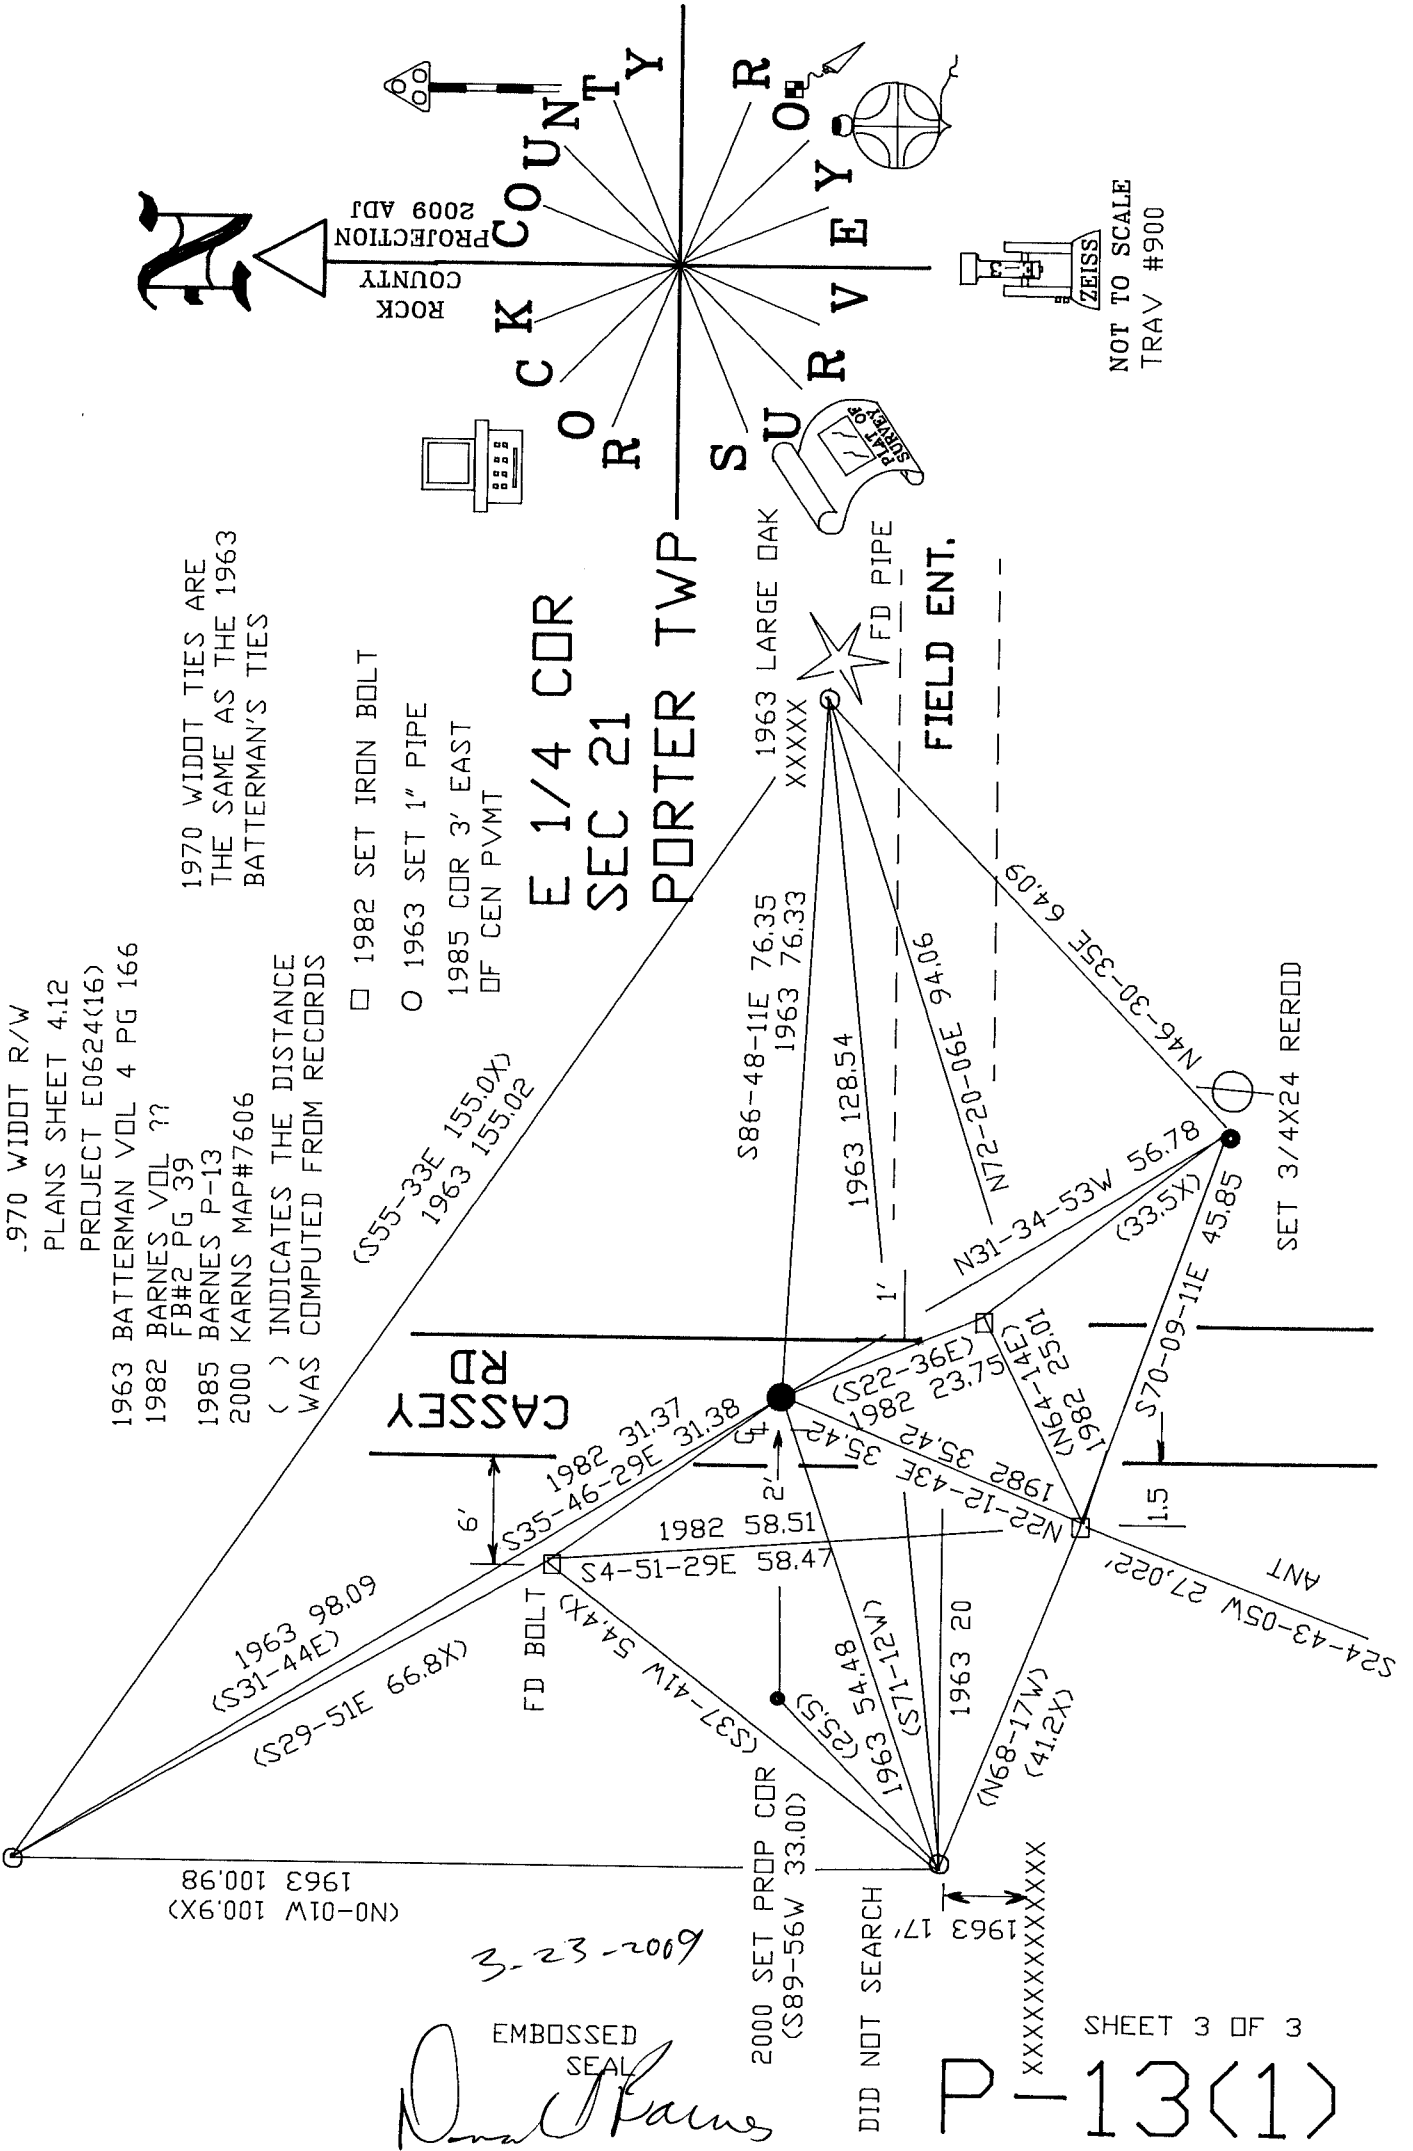 .970 WIDOT R/W
PLANS SHEET 4.12
PROJECT E0624(16)
1963 BATTERMAN VOL 4 PG 166
1982 BARNES VOL ??
FB#2 PG 39
1985 BARNES P-13
2000 KARNS MAP#7606
( ) INDICATES THE DISTANCE
WAS COMPUTED FROM RECORDS
1970 WIDOT TIES ARE
THE SAME AS THE 1963
BATTERMAN'S TIES
□ 1982 SET IRON BOLT
O 1963 SET 1" PIPE
1985 COR 3' EAST
OF CEN PVMT
E 1/4 COR
SEC 21
PORTER TWP
ROCK
COUNTY
PROJECTION
2009 ADJ
N
ROCK COUNTY
SURVEYOR
PLAT OF
SURVEY
ZEISS
NOT TO SCALE
TRAV #900
(N0-01W 100.9X)
1963 100.98
(S55-33E 155.0X)
1963 155.02
1963 98.09
(S31-44E)
(S29-51E 66.8X)
1982 31.37
S35-46-29E 31.38
6'
CASSEY
RD
FD BOLT
(S37-41W 54.4X)
1982 58.51
S4-51-29E 58.47
2'
(25.5)
2000 SET PROP COR
(S89-56W 33.00)
1963 54.48
(S71-12W)
1963 20
DID NOT SEARCH
1963 17'
XXXXXXXXXXXXXXX
(N68-17W)
(41.2X)
N22-12-43E 35.42
1982 35.42
(S22-36E)
1982 23.75
(N64-14E)
1982 25.01
1'
1.5
S24-43-05W 27,022'
ANT
S70-09-11E 45.85
(33.5X)
N31-34-53W 56.78
SET 3/4X24 REROD
N46-30-35E 64.09
N72-20-06E 94.06
1963 128.54
S86-48-11E 76.35
1963 76.33
1963 LARGE OAK
XXXXX
FD PIPE
FIELD ENT.
3-23-2009
EMBOSSED
SEAL
SHEET 3 OF 3
P-13(1)